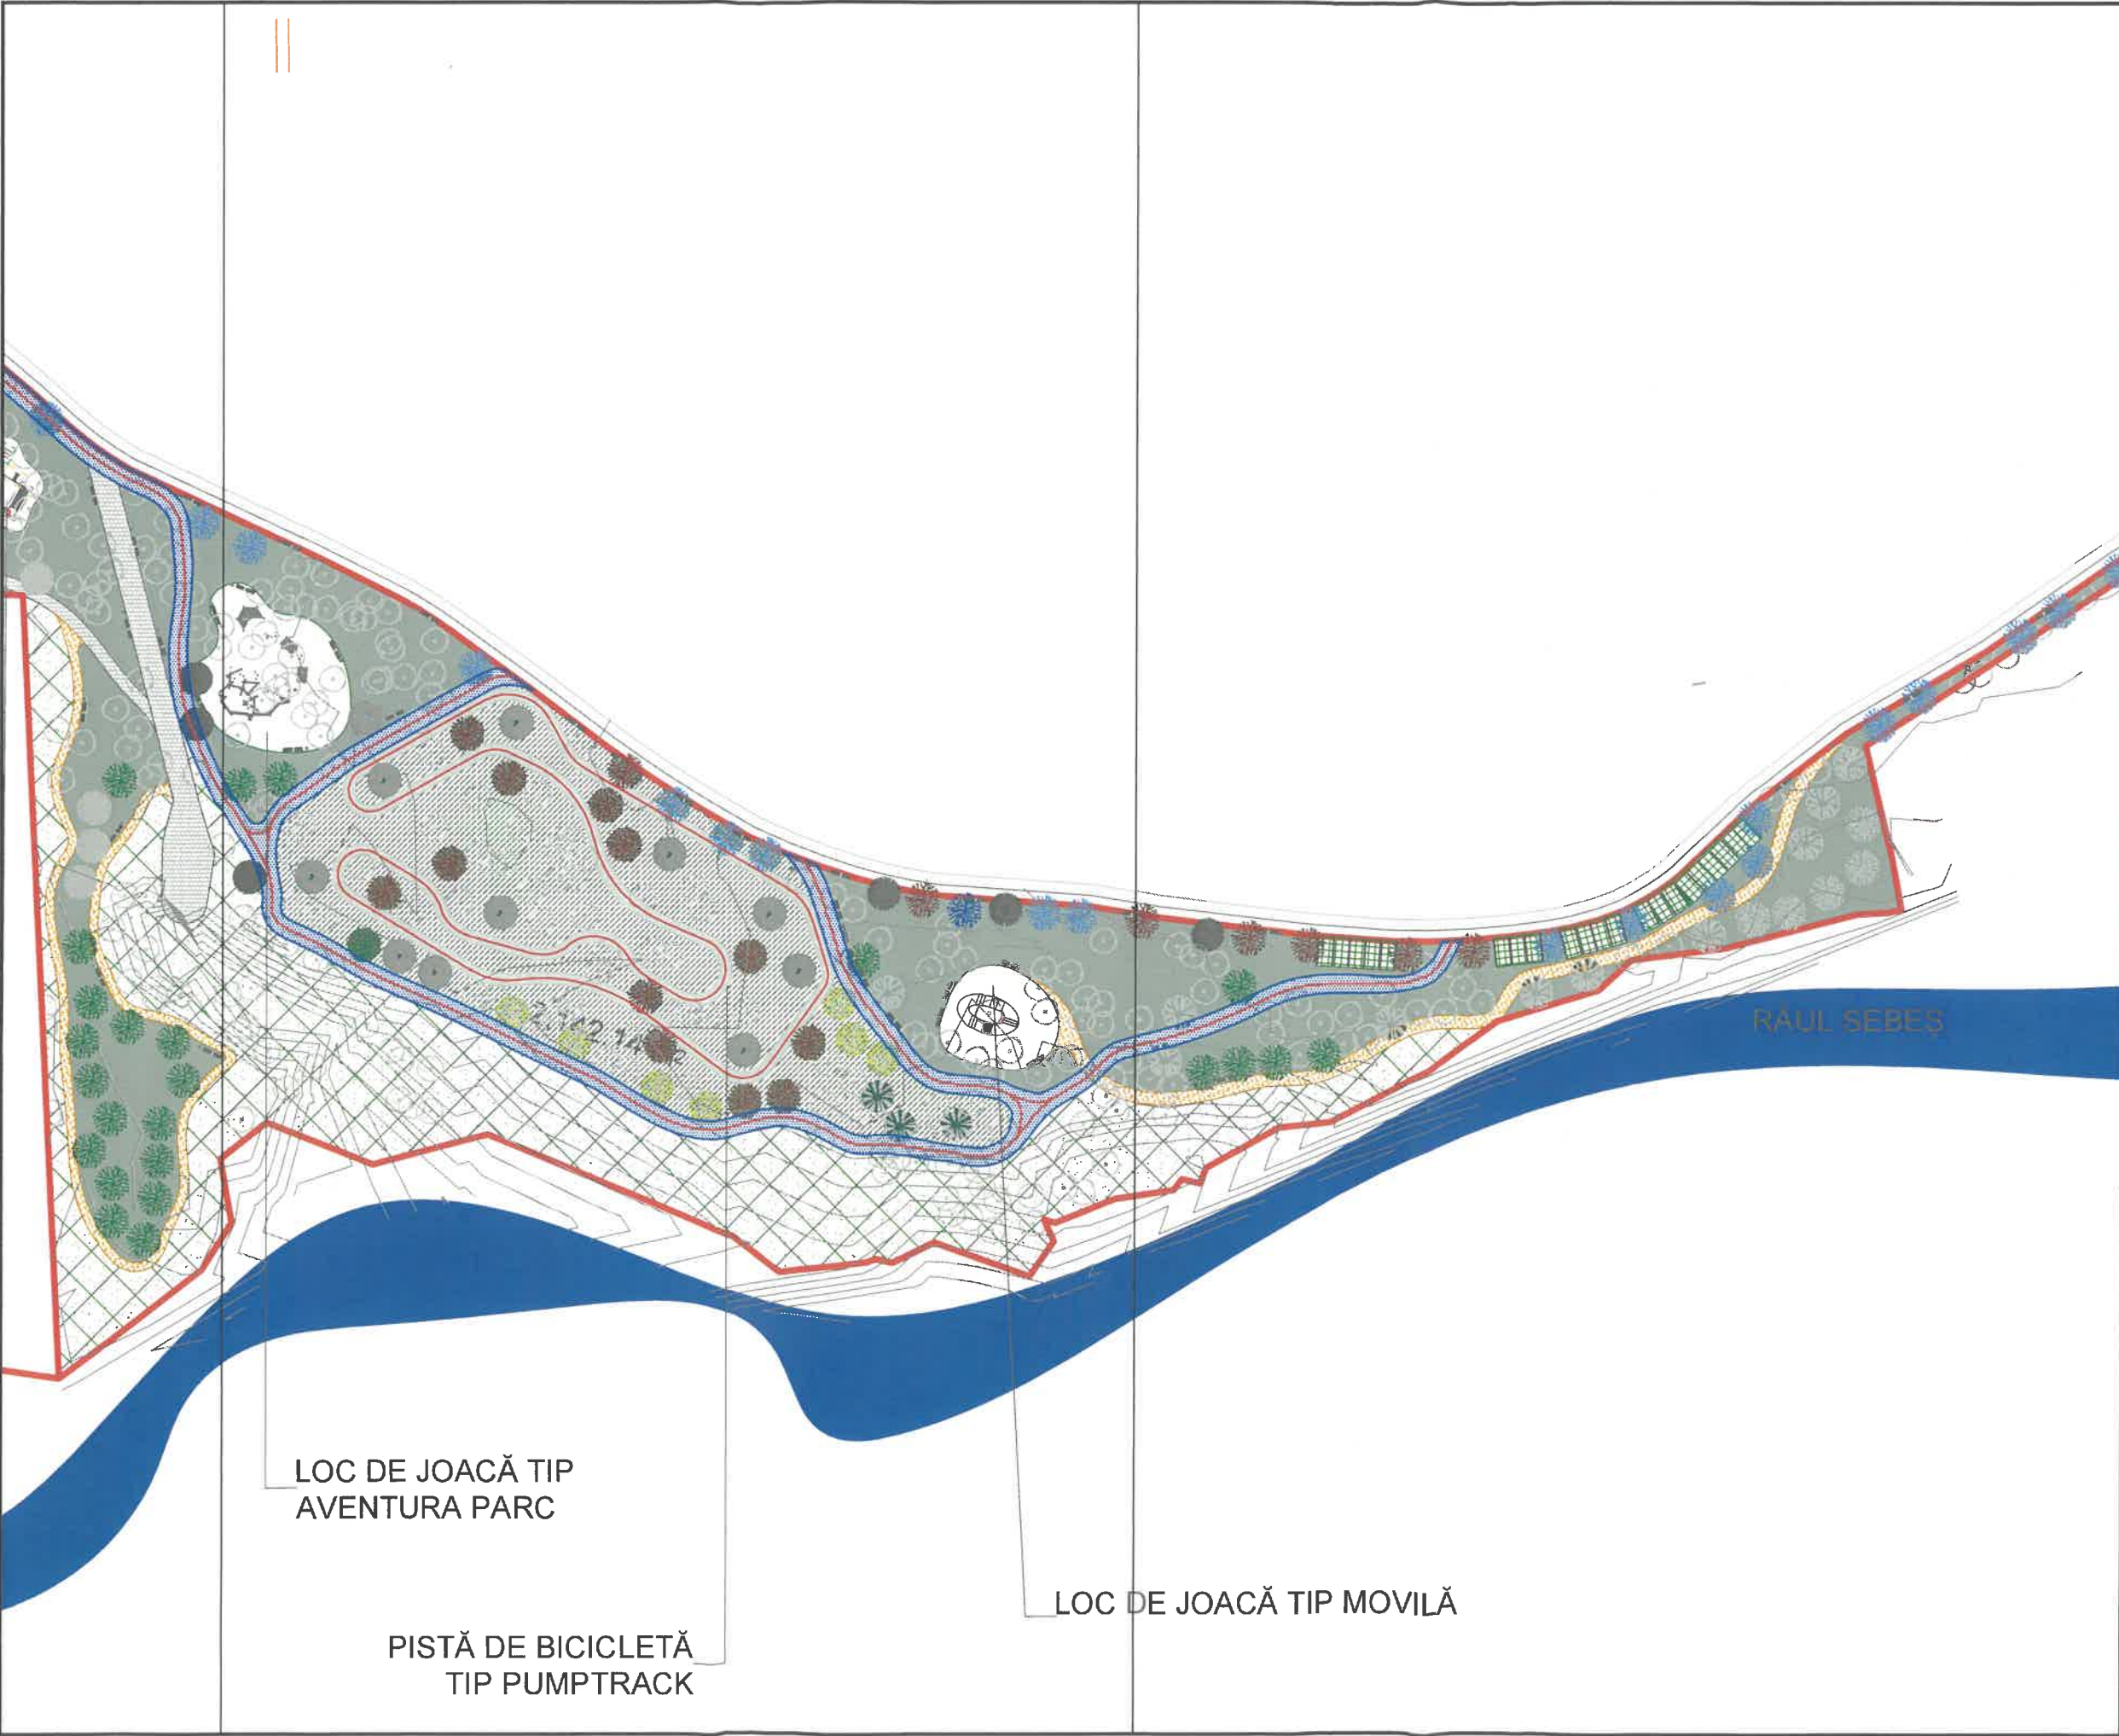 RÂUL SEBEȘ
LOC DE JOACĂ TIP
AVENTURA PARC
LOC DE JOACĂ TIP MOVILĂ
PISTĂ DE BICICLETĂ
TIP PUMPTRACK